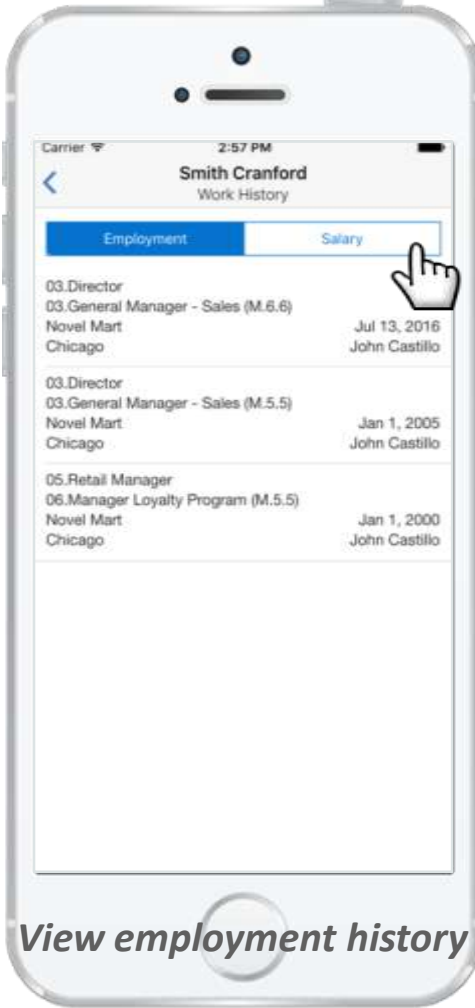 Carrier 2:57 PM
Smith Cranford
Work History
Employment Salary
03.Director
03.General Manager - Sales (M.6.6)
Novel Mart Jul 13, 2016
Chicago John Castillo
03.Director
03.General Manager - Sales (M.5.5)
Novel Mart Jan 1, 2005
Chicago John Castillo
05.Retail Manager
06.Manager Loyalty Program (M.5.5)
Novel Mart Jan 1, 2000
Chicago John Castillo
View employment history